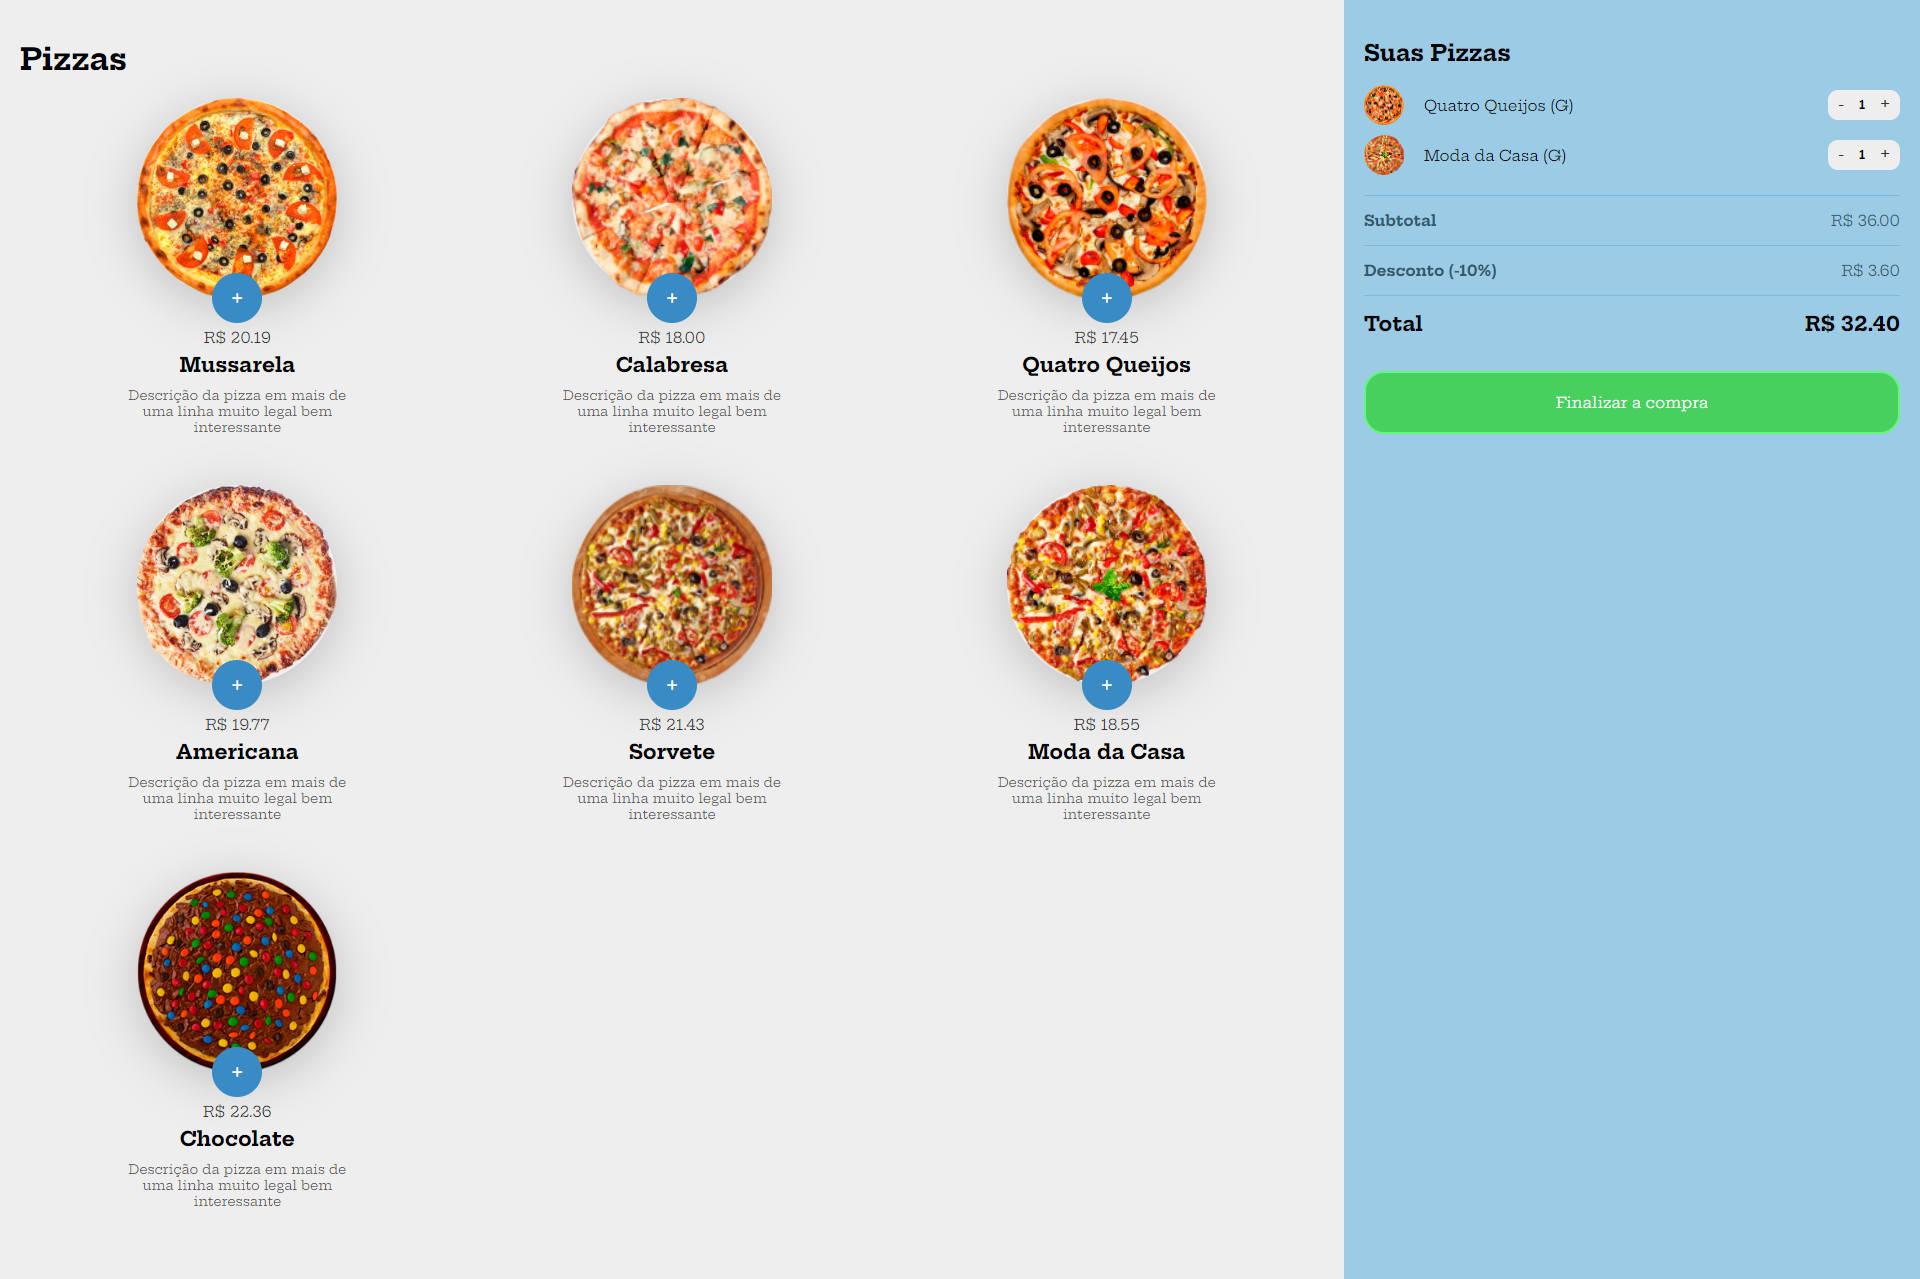 Pizzas
+
R$ 20.19
Mussarela
Descrição da pizza em mais de
uma linha muito legal bem
interessante
+
R$ 18.00
Calabresa
Descrição da pizza em mais de
uma linha muito legal bem
interessante
+
R$ 17.45
Quatro Queijos
Descrição da pizza em mais de
uma linha muito legal bem
interessante
+
R$ 19.77
Americana
Descrição da pizza em mais de
uma linha muito legal bem
interessante
+
R$ 21.43
Sorvete
Descrição da pizza em mais de
uma linha muito legal bem
interessante
+
R$ 18.55
Moda da Casa
Descrição da pizza em mais de
uma linha muito legal bem
interessante
+
R$ 22.36
Chocolate
Descrição da pizza em mais de
uma linha muito legal bem
interessante
Suas Pizzas
Quatro Queijos (G) - 1 +
Moda da Casa (G) - 1 +
Subtotal R$ 36.00
Desconto (-10%) R$ 3.60
Total R$ 32.40
Finalizar a compra